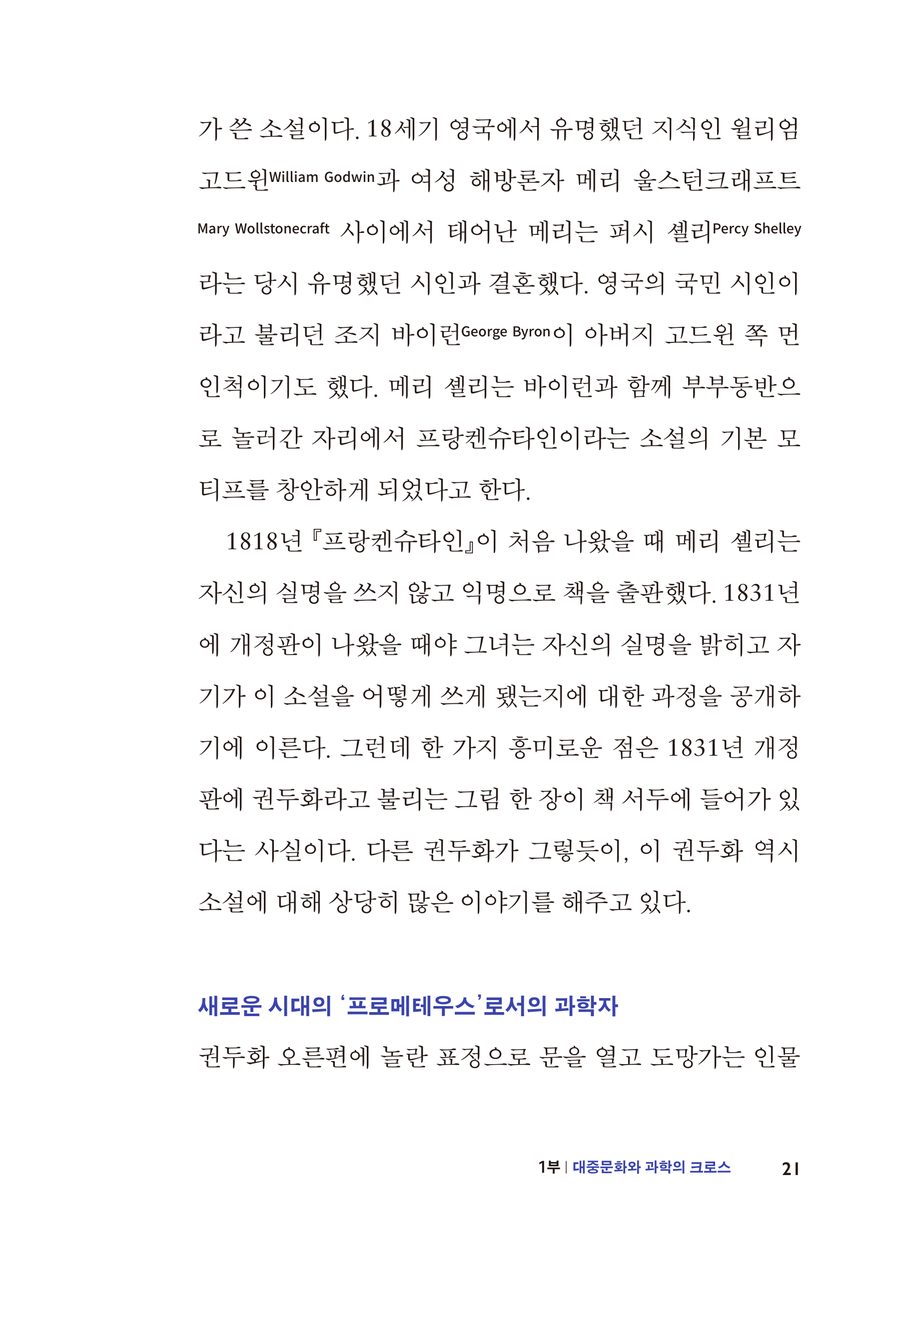 가 쓴 소설이다. 18세기 영국에서 유명했던 지식인 윌리엄
고드윈William Godwin과 여성 해방론자 메리 울스턴크래프트
Mary Wollstonecraft 사이에서 태어난 메리는 퍼시 셸리Percy Shelley
라는 당시 유명했던 시인과 결혼했다. 영국의 국민 시인이
라고 불리던 조지 바이런George Byron이 아버지 고드윈 쪽 먼
인척이기도 했다. 메리 셸리는 바이런과 함께 부부동반으
로 놀러간 자리에서 프랑켄슈타인이라는 소설의 기본 모
티프를 창안하게 되었다고 한다.
1818년 『프랑켄슈타인』이 처음 나왔을 때 메리 셸리는
자신의 실명을 쓰지 않고 익명으로 책을 출판했다. 1831년
에 개정판이 나왔을 때야 그녀는 자신의 실명을 밝히고 자
기가 이 소설을 어떻게 쓰게 됐는지에 대한 과정을 공개하
기에 이른다. 그런데 한 가지 흥미로운 점은 1831년 개정
판에 권두화라고 불리는 그림 한 장이 책 서두에 들어가 있
다는 사실이다. 다른 권두화가 그렇듯이, 이 권두화 역시
소설에 대해 상당히 많은 이야기를 해주고 있다.
새로운 시대의 ‘프로메테우스’로서의 과학자
권두화 오른편에 놀란 표정으로 문을 열고 도망가는 인물
1부 | 대중문화와 과학의 크로스 21